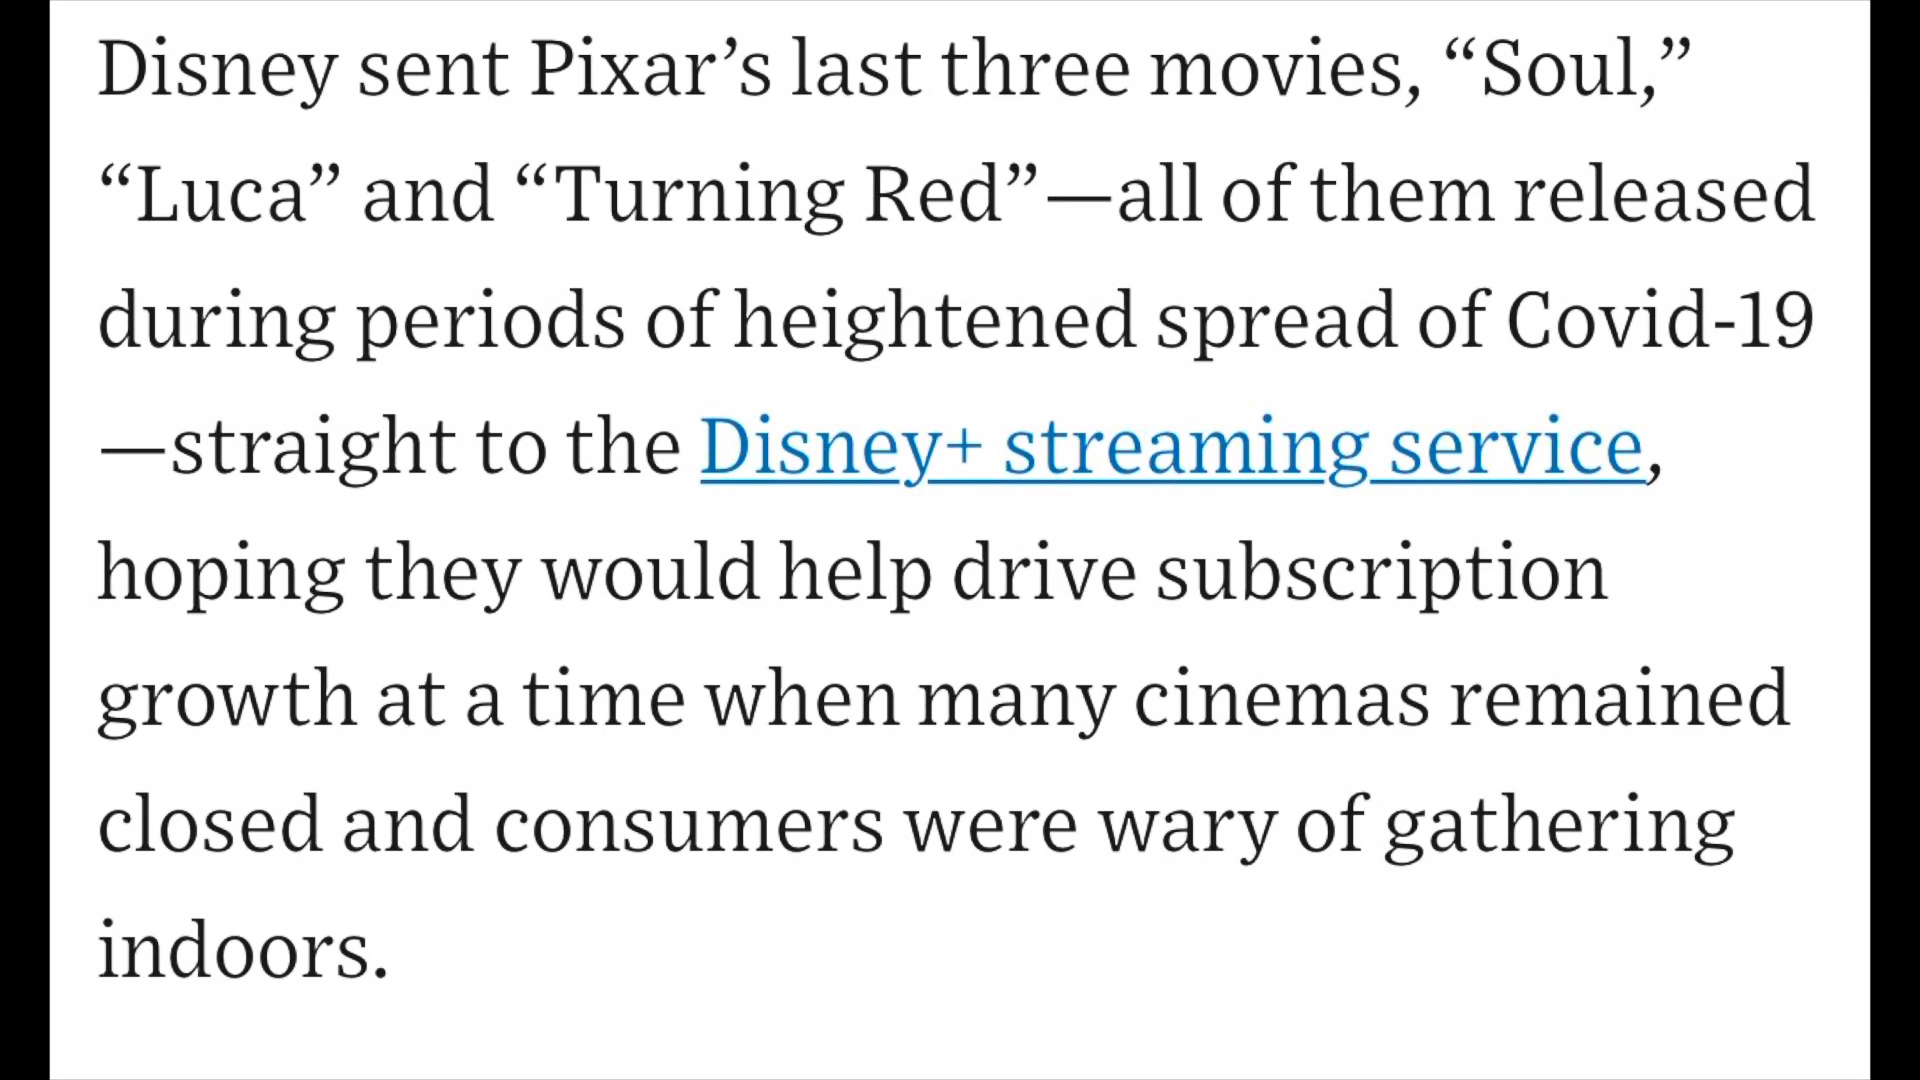 Disney sent Pixar’s last three movies, “Soul,”
“Luca” and “Turning Red”—all of them released
during periods of heightened spread of Covid-19
—straight to the Disney+ streaming service,
hoping they would help drive subscription
growth at a time when many cinemas remained
closed and consumers were wary of gathering
indoors.